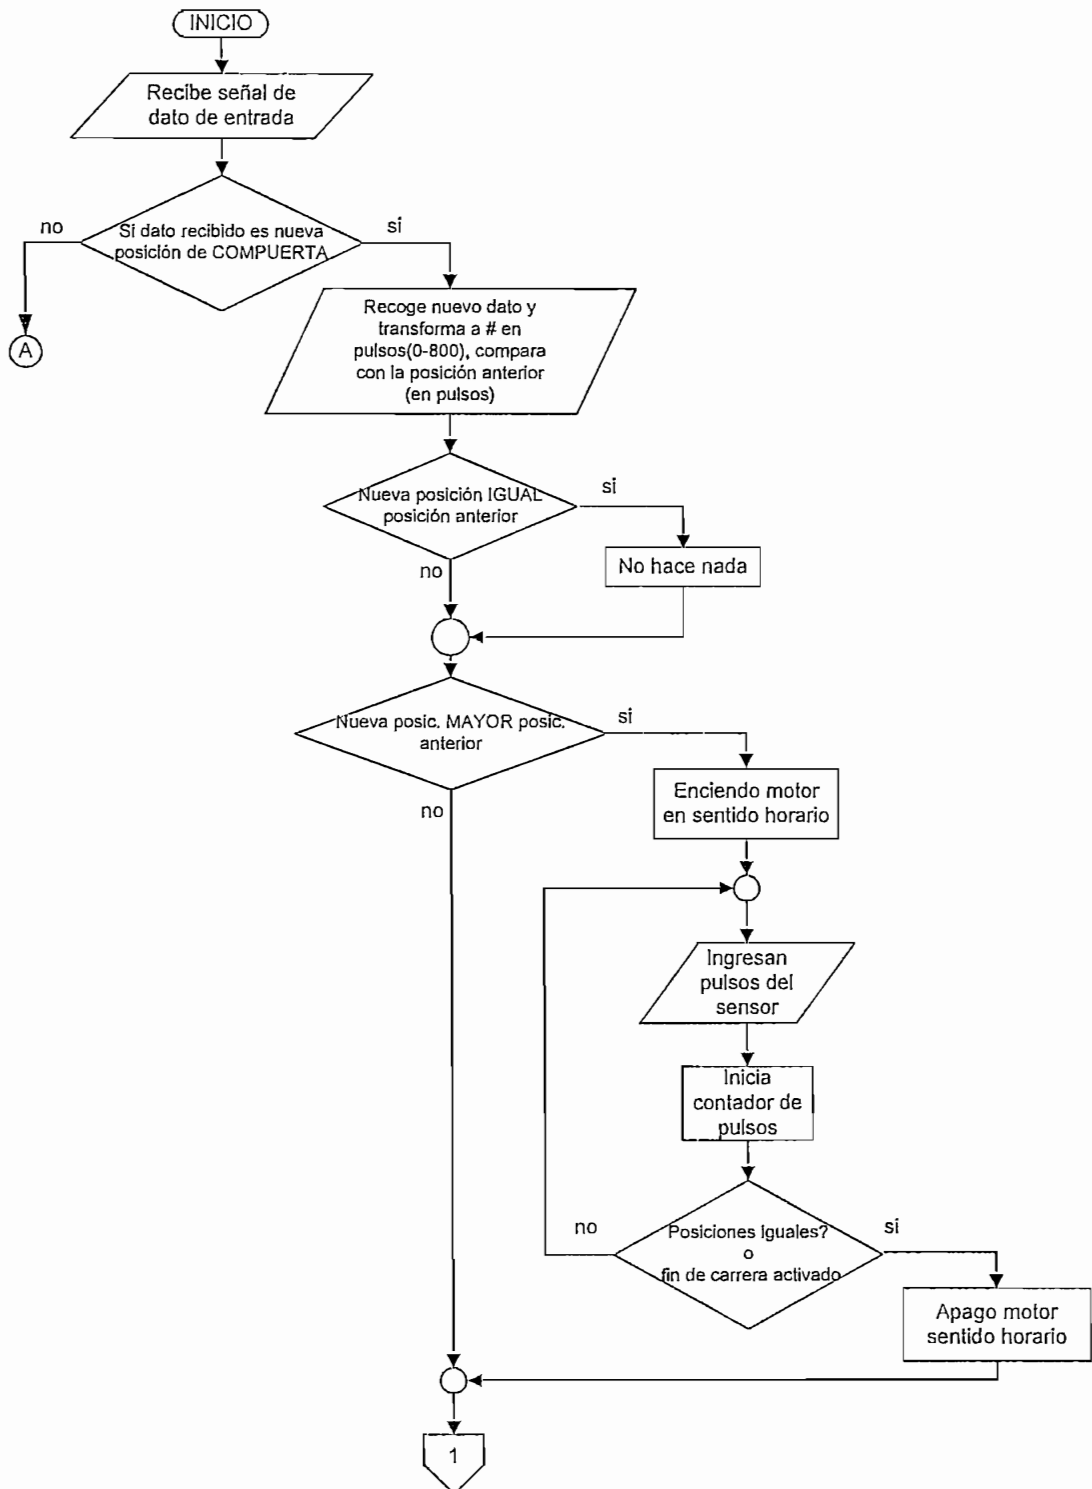 INICIO
Recibe señal de
dato de entrada
no
Si dato recibido es nueva
posición de COMPUERTA
si
A
Recoge nuevo dato y
transforma a # en
pulsos(0-800), compara
con la posición anterior
(en pulsos)
Nueva posición IGUAL
posición anterior
si
no
No hace nada
Nueva posic. MAYOR posic.
anterior
si
no
Enciendo motor
en sentido horario
Ingresan
pulsos del
sensor
Inicia
contador de
pulsos
no
Posiciones iguales?
o
fin de carrera activado
si
Apago motor
sentido horario
1